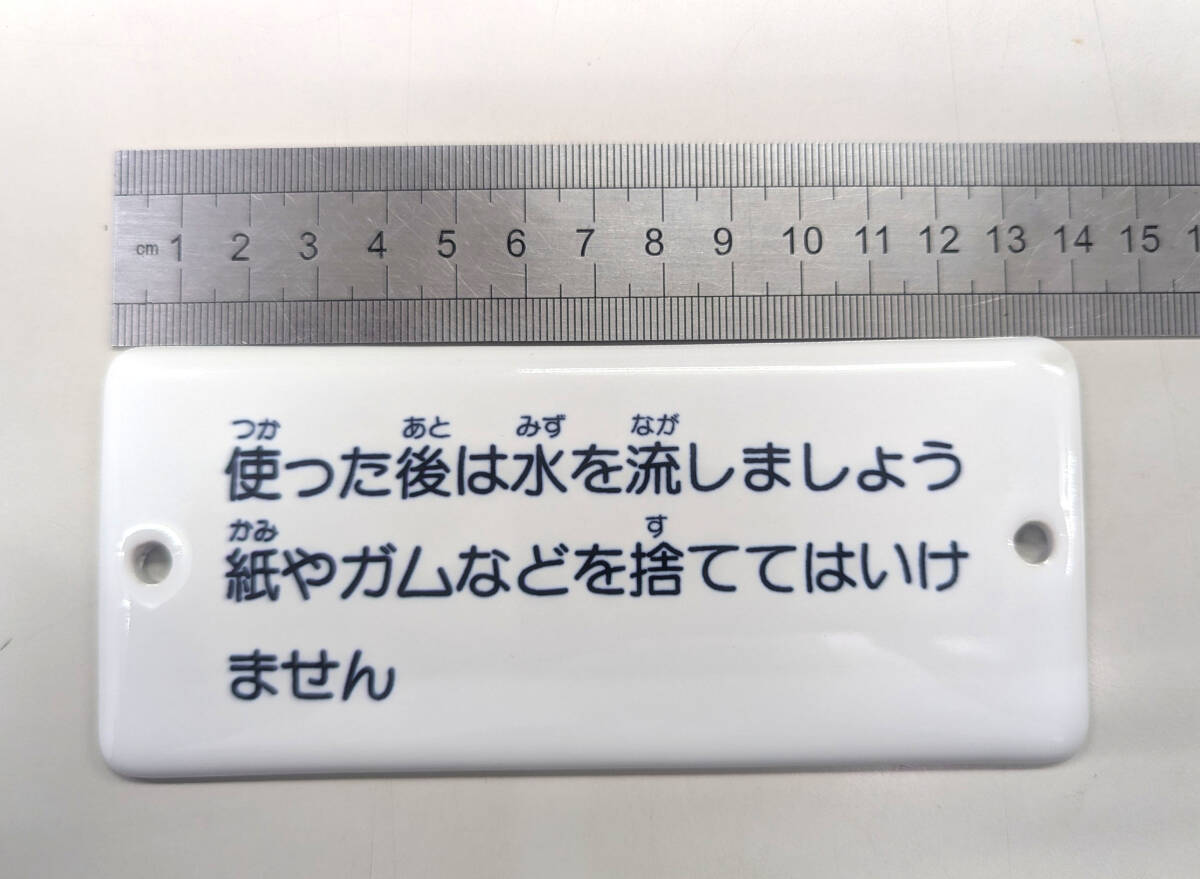 cm 1 2 3 4 5 6 7 8 9 10 11 12 13 14 15
つか あと みず なが
使った後は水を流しましょう
かみ す
紙やガムなどを捨ててはいけ
ません